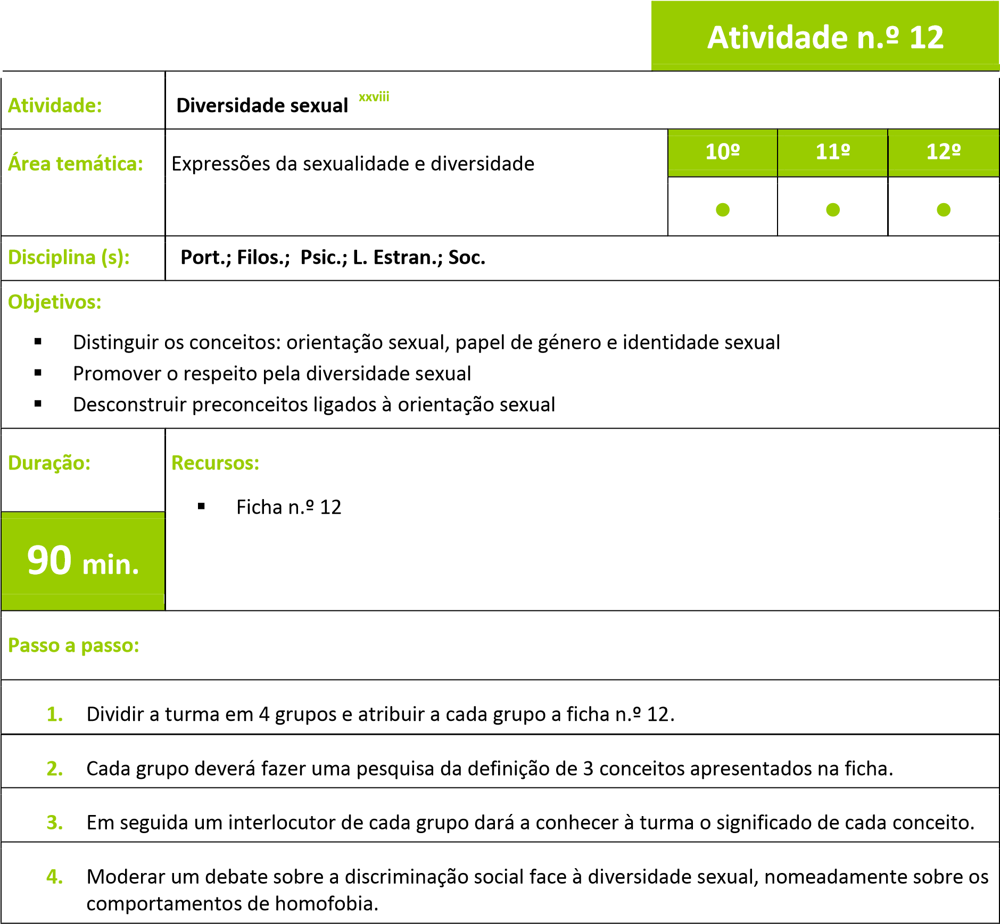 Atividade n.º 12
Atividade: Diversidade sexual xxviii
Área temática: Expressões da sexualidade e diversidade 10º 11º 12º
● ● ●
Disciplina (s): Port.; Filos.; Psic.; L. Estran.; Soc.
Objetivos:
▪ Distinguir os conceitos: orientação sexual, papel de género e identidade sexual
▪ Promover o respeito pela diversidade sexual
▪ Desconstruir preconceitos ligados à orientação sexual
Duração: Recursos:
▪ Ficha n.º 12
90 min.
Passo a passo:
1. Dividir a turma em 4 grupos e atribuir a cada grupo a ficha n.º 12.
2. Cada grupo deverá fazer uma pesquisa da definição de 3 conceitos apresentados na ficha.
3. Em seguida um interlocutor de cada grupo dará a conhecer à turma o significado de cada conceito.
4. Moderar um debate sobre a discriminação social face à diversidade sexual, nomeadamente sobre os
comportamentos de homofobia.